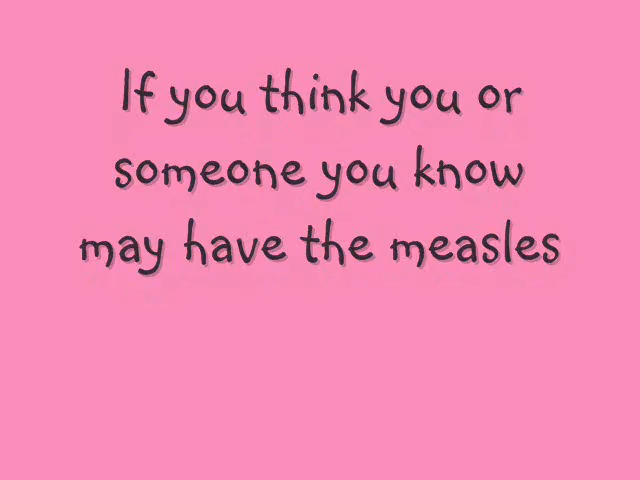 If you think you or
someone you know
may have the measles